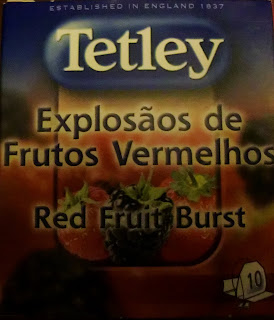 ESTABLISHED IN ENGLAND 1837
Tetley
Explosãos de
Frutos Vermelhos
Red Fruit Burst
10